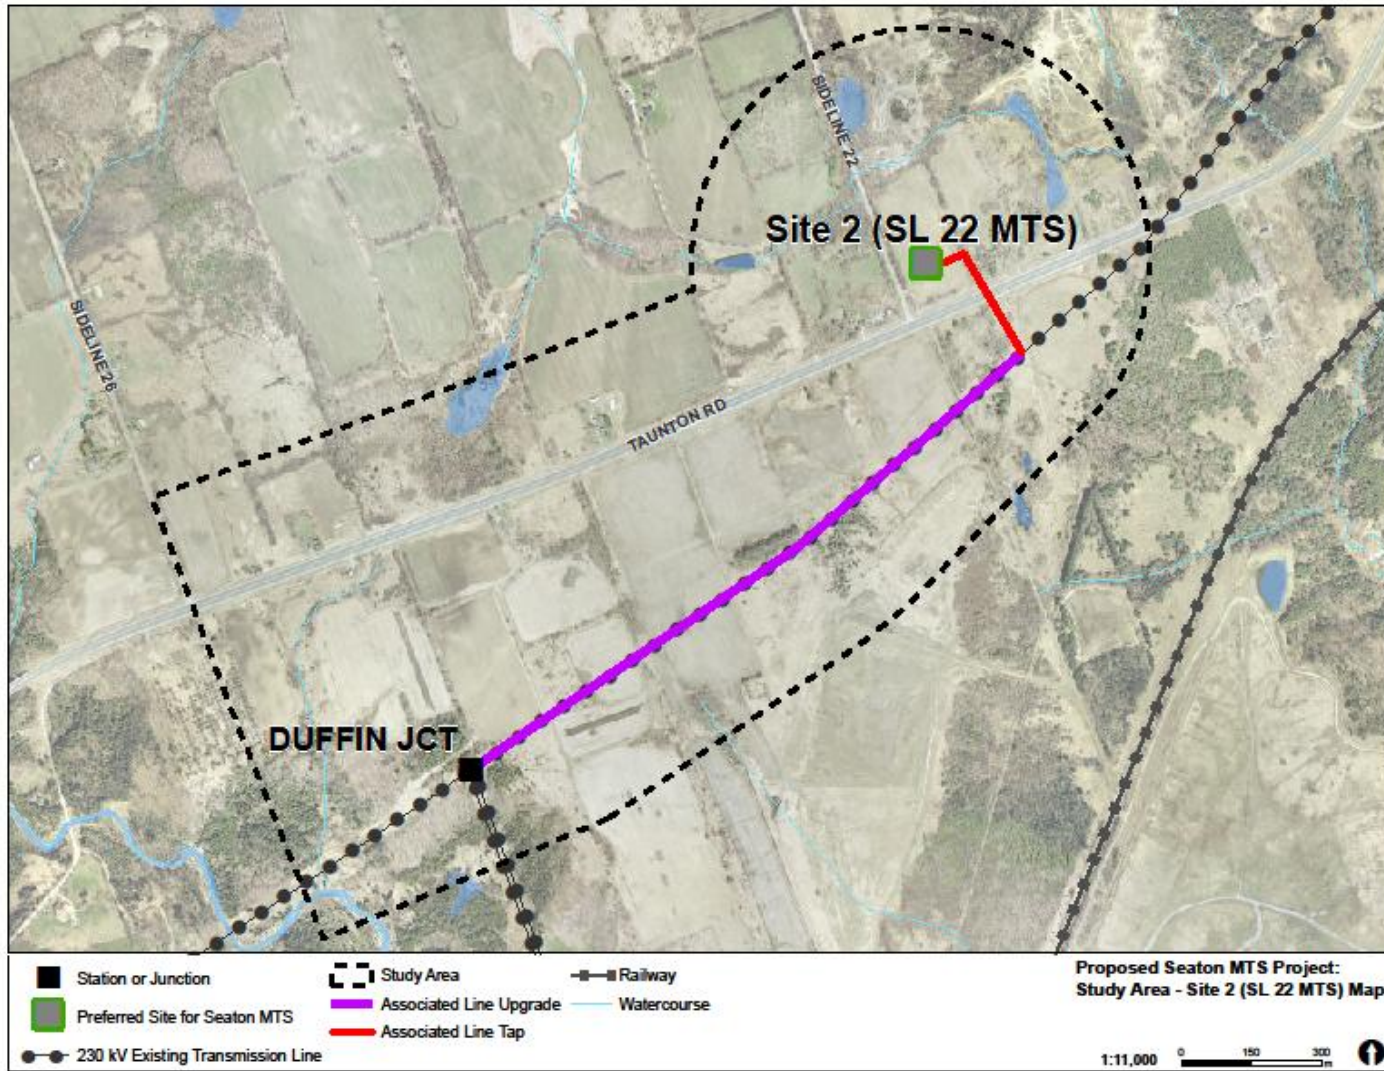 SIDELINE 22
Site 2 (SL 22 MTS)
SIDELINE 26
TAUNTON RD
DUFFIN JCT
Station or Junction
Preferred Site for Seaton MTS
230 kV Existing Transmission Line
Study Area
Associated Line Upgrade
Associated Line Tap
Railway
Watercourse
Proposed Seaton MTS Project:
Study Area - Site 2 (SL 22 MTS) Map
1:11,000
0 150 300
m